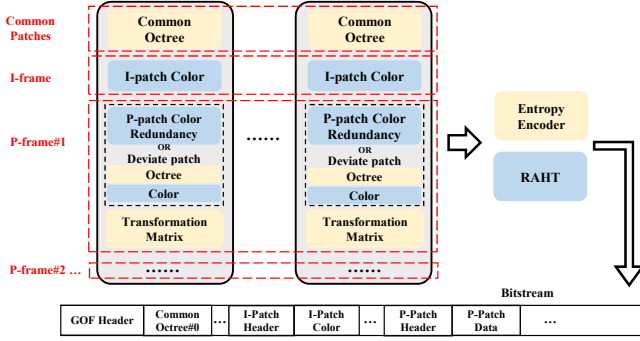 Common
Patches
Common
Octree
Common
Octree
I-frame
I-patch Color
I-patch Color
P-frame#1
P-patch Color
Redundancy
OR
Deviate patch
Octree
Color
Transformation
Matrix
......
P-patch Color
Redundancy
OR
Deviate patch
Octree
Color
Transformation
Matrix
Entropy
Encoder
RAHT
P-frame#2 ...
......
......
Bitstream
GOF Header
Common
Octree#0
...
I-Patch
Header
I-Patch
Color
...
P-Patch
Header
P-Patch
Data
...